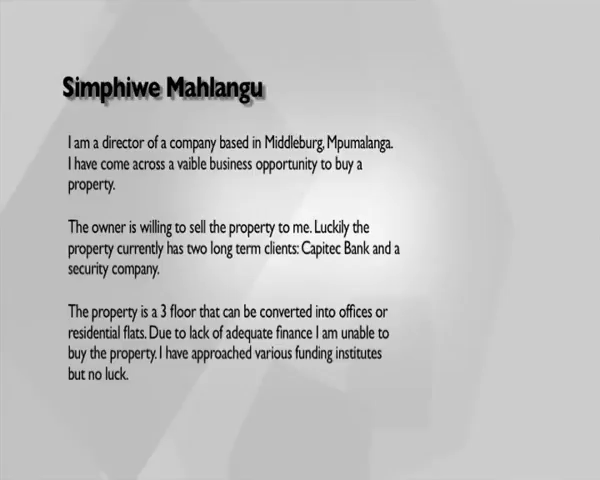 Simphiwe Mahlangu
I am a director of a company based in Middleburg, Mpumalanga.
I have come across a vaible business opportunity to buy a
property.
The owner is willing to sell the property to me. Luckily the
property currently has two long term clients: Capitec Bank and a
security company.
The property is a 3 floor that can be converted into offices or
residential flats. Due to lack of adequate finance I am unable to
buy the property. I have approached various funding institutes
but no luck.